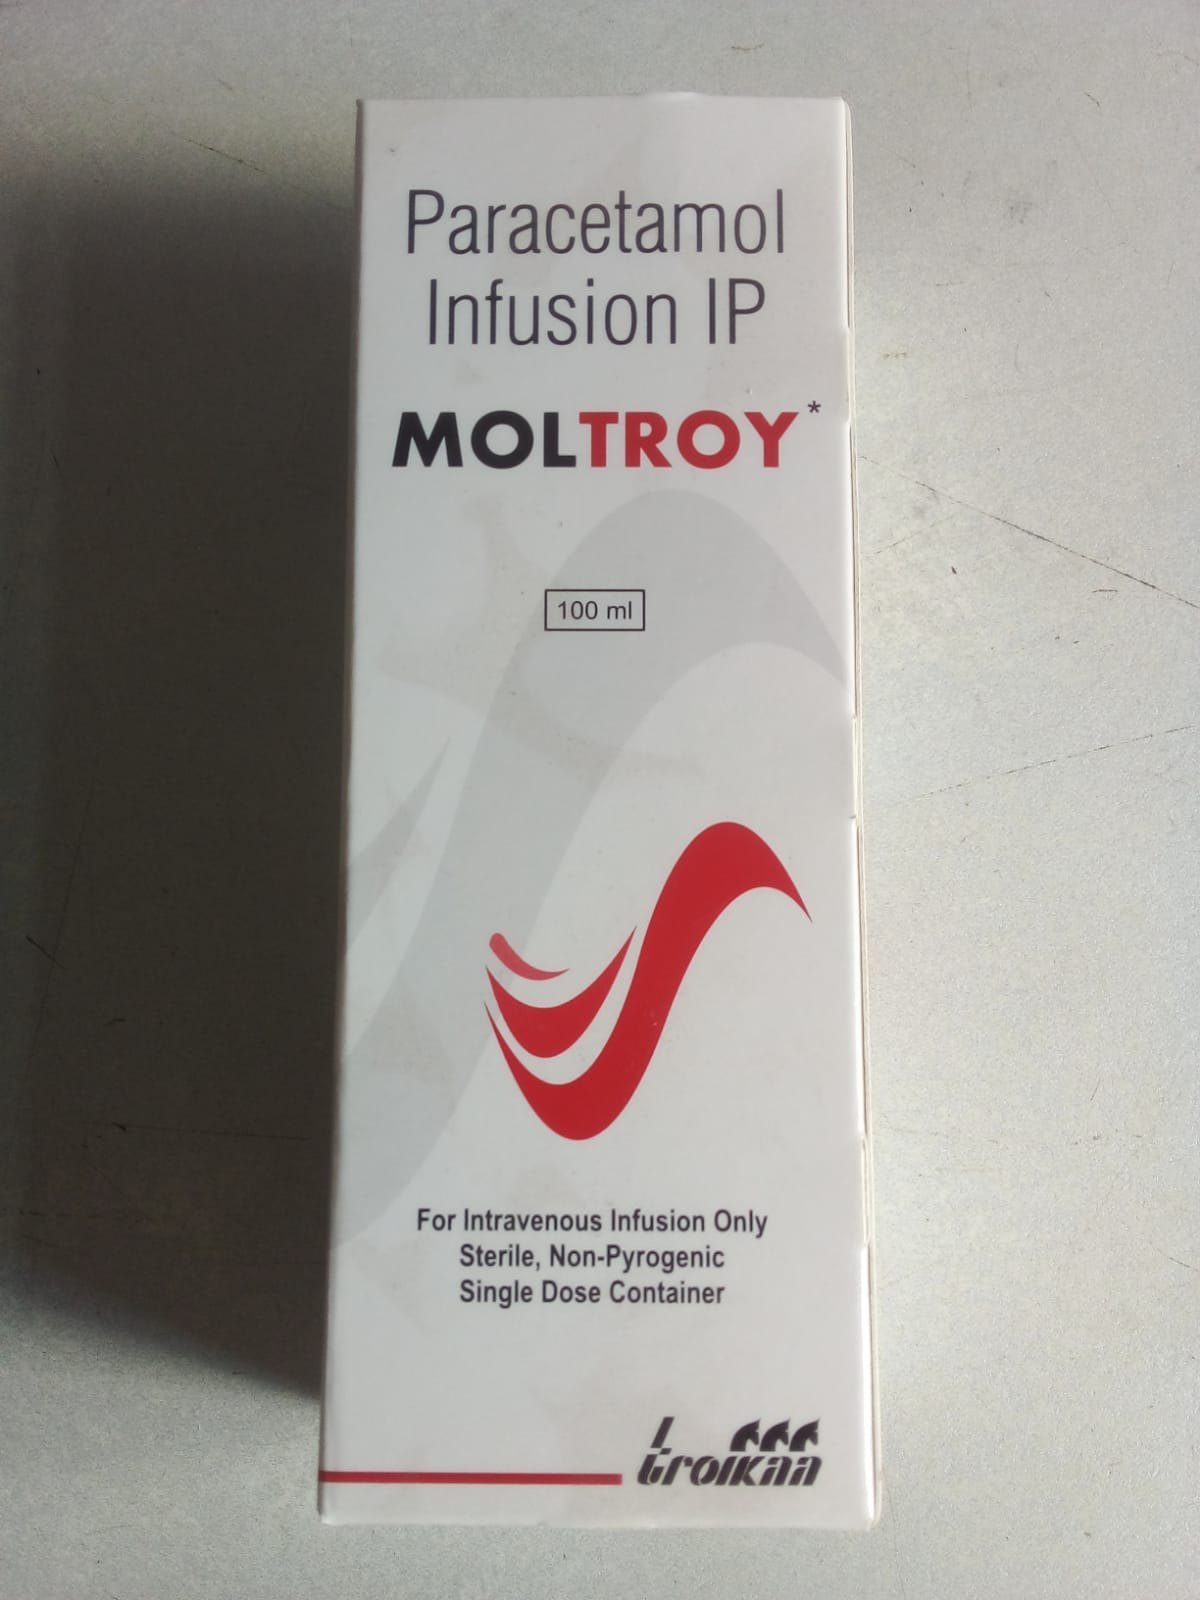 Paracetamol
Infusion IP
MOLTROY*
100 ml
For Intravenous Infusion Only
Sterile, Non-Pyrogenic
Single Dose Container
troikaa